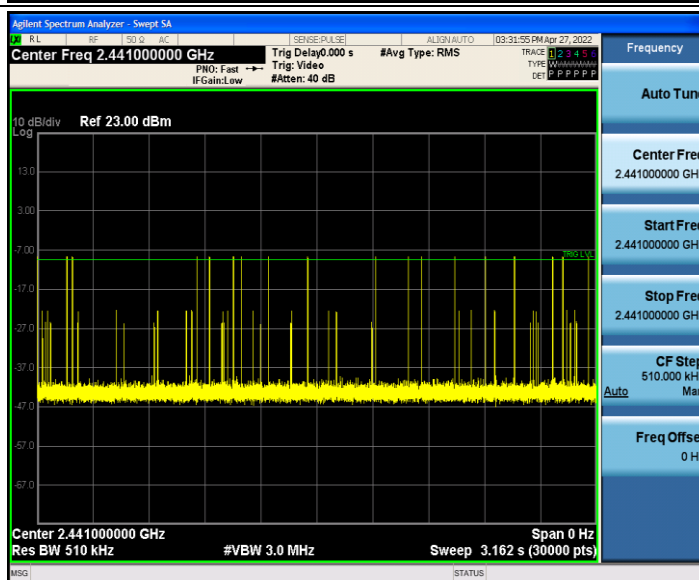 Agilent Spectrum Analyzer - Swept SA
RL RF 50 Ω AC SENSE:PULSE ALIGN AUTO 03:31:55 PM Apr 27, 2022
Center Freq 2.441000000 GHz
PNO: Fast
IFGain:Low
Trig Delay0.000 s
Trig: Video
#Atten: 40 dB
#Avg Type: RMS
TRACE 1 2 3 4 5 6
TYPE
DET P P P P P P
Frequency
Auto Tune
10 dB/div
Log
Ref 23.00 dBm
13.0
3.00
-7.00
-17.0
-27.0
-37.0
-47.0
-57.0
-67.0
TRIG LVL
Center Freq
2.441000000 GH
Start Freq
2.441000000 GH
Stop Freq
2.441000000 GH
CF Step
510.000 kH
Auto Man
Freq Offse
0 H
Center 2.441000000 GHz Span 0 Hz
Res BW 510 kHz #VBW 3.0 MHz Sweep 3.162 s (30000 pts)
MSG STATUS